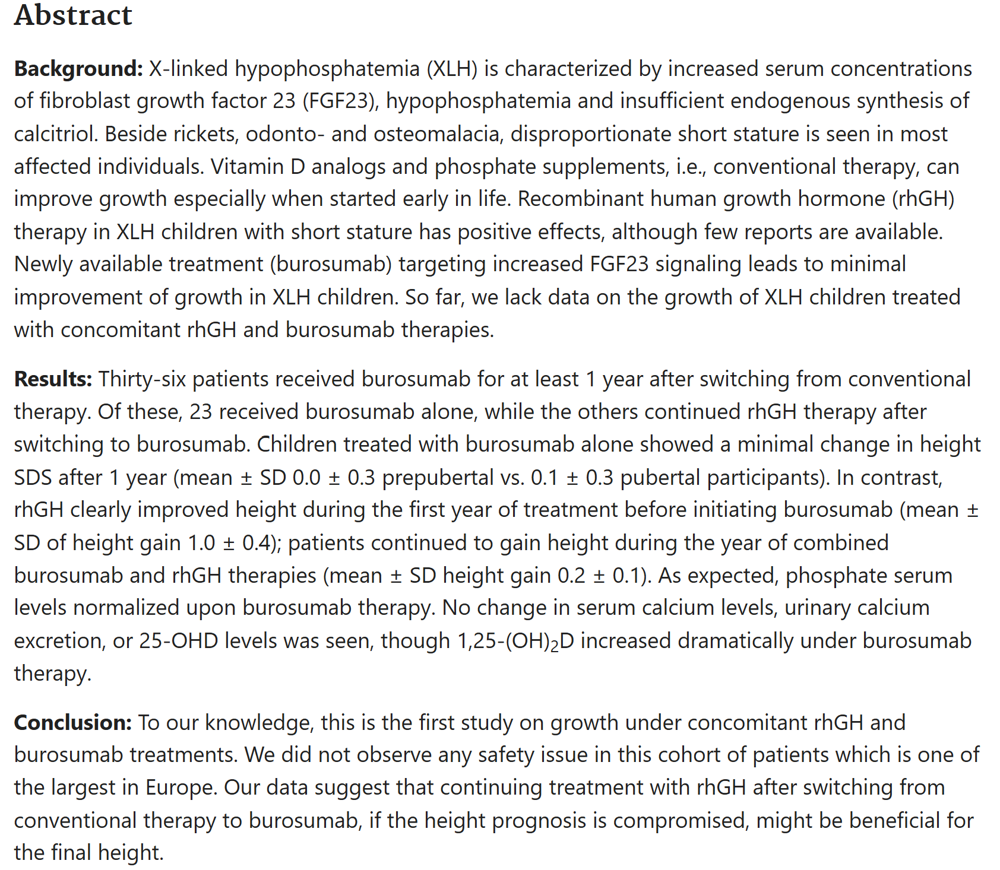 Abstract
Background: X-linked hypophosphatemia (XLH) is characterized by increased serum concentrations
of fibroblast growth factor 23 (FGF23), hypophosphatemia and insufficient endogenous synthesis of
calcitriol. Beside rickets, odonto- and osteomalacia, disproportionate short stature is seen in most
affected individuals. Vitamin D analogs and phosphate supplements, i.e., conventional therapy, can
improve growth especially when started early in life. Recombinant human growth hormone (rhGH)
therapy in XLH children with short stature has positive effects, although few reports are available.
Newly available treatment (burosumab) targeting increased FGF23 signaling leads to minimal
improvement of growth in XLH children. So far, we lack data on the growth of XLH children treated
with concomitant rhGH and burosumab therapies.
Results: Thirty-six patients received burosumab for at least 1 year after switching from conventional
therapy. Of these, 23 received burosumab alone, while the others continued rhGH therapy after
switching to burosumab. Children treated with burosumab alone showed a minimal change in height
SDS after 1 year (mean ± SD 0.0 ± 0.3 prepubertal vs. 0.1 ± 0.3 pubertal participants). In contrast,
rhGH clearly improved height during the first year of treatment before initiating burosumab (mean ±
SD of height gain 1.0 ± 0.4); patients continued to gain height during the year of combined
burosumab and rhGH therapies (mean ± SD height gain 0.2 ± 0.1). As expected, phosphate serum
levels normalized upon burosumab therapy. No change in serum calcium levels, urinary calcium
excretion, or 25-OHD levels was seen, though 1,25-(OH)₂D increased dramatically under burosumab
therapy.
Conclusion: To our knowledge, this is the first study on growth under concomitant rhGH and
burosumab treatments. We did not observe any safety issue in this cohort of patients which is one of
the largest in Europe. Our data suggest that continuing treatment with rhGH after switching from
conventional therapy to burosumab, if the height prognosis is compromised, might be beneficial for
the final height.